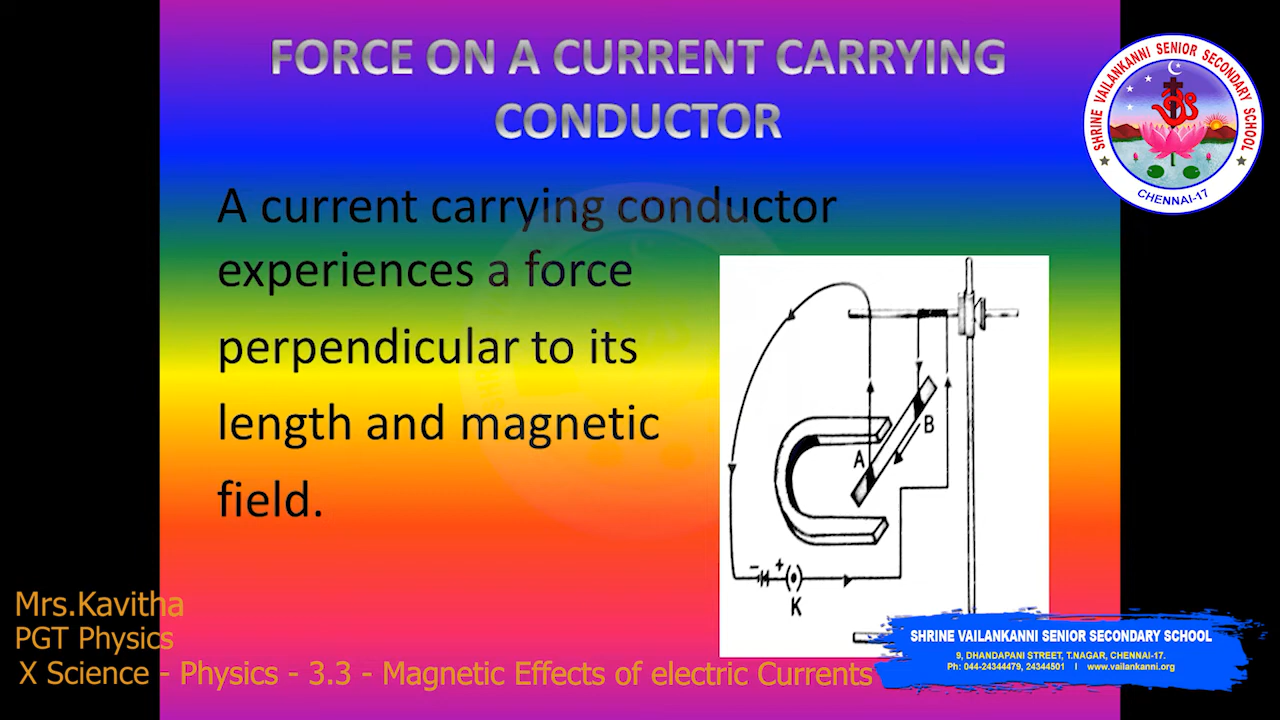 FORCE ON A CURRENT CARRYING
CONDUCTOR
SHRINE VAILANKANNI SENIOR SECONDARY SCHOOL
CHENNAI-17
A current carrying conductor
experiences a force
perpendicular to its
length and magnetic
field.
B
A
- +
K
Mrs.Kavitha
PGT Physics
X Science - Physics - 3.3 - Magnetic Effects of electric Currents
SHRINE VAILANKANNI SENIOR SECONDARY SCHOOL
9, DHANDAPANI STREET, T.NAGAR, CHENNAI-17.
Ph: 044-24344479, 24344501 I www.vailankanni.org